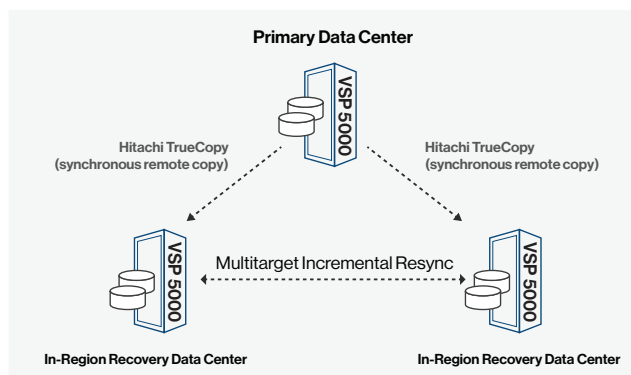 Primary Data Center
VSP 5000
Hitachi TrueCopy
(synchronous remote copy)
Hitachi TrueCopy
(synchronous remote copy)
VSP 5000
Multitarget Incremental Resync
VSP 5000
In-Region Recovery Data Center
In-Region Recovery Data Center